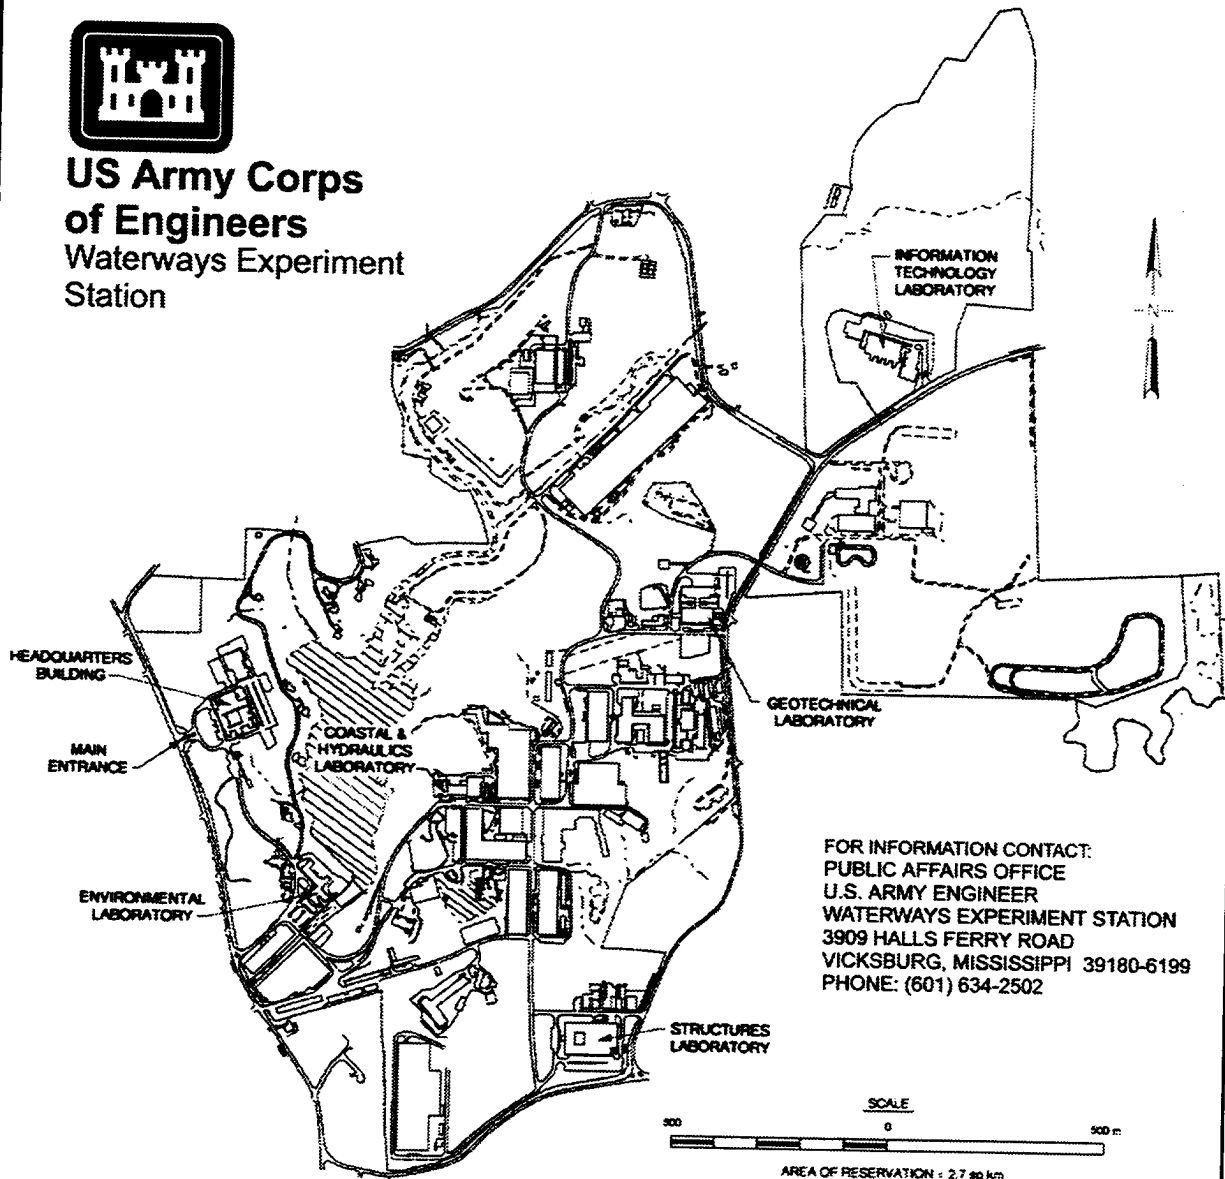 US Army Corps
of Engineers
Waterways Experiment
Station
INFORMATION
TECHNOLOGY
LABORATORY
N
HEADQUARTERS
BUILDING
MAIN
ENTRANCE
COASTAL &
HYDRAULICS
LABORATORY
GEOTECHNICAL
LABORATORY
ENVIRONMENTAL
LABORATORY
FOR INFORMATION CONTACT:
PUBLIC AFFAIRS OFFICE
U.S. ARMY ENGINEER
WATERWAYS EXPERIMENT STATION
3909 HALLS FERRY ROAD
VICKSBURG, MISSISSIPPI 39180-6199
PHONE: (601) 634-2502
STRUCTURES
LABORATORY
SCALE
500 0 500 m
AREA OF RESERVATION : 2.7 sq km